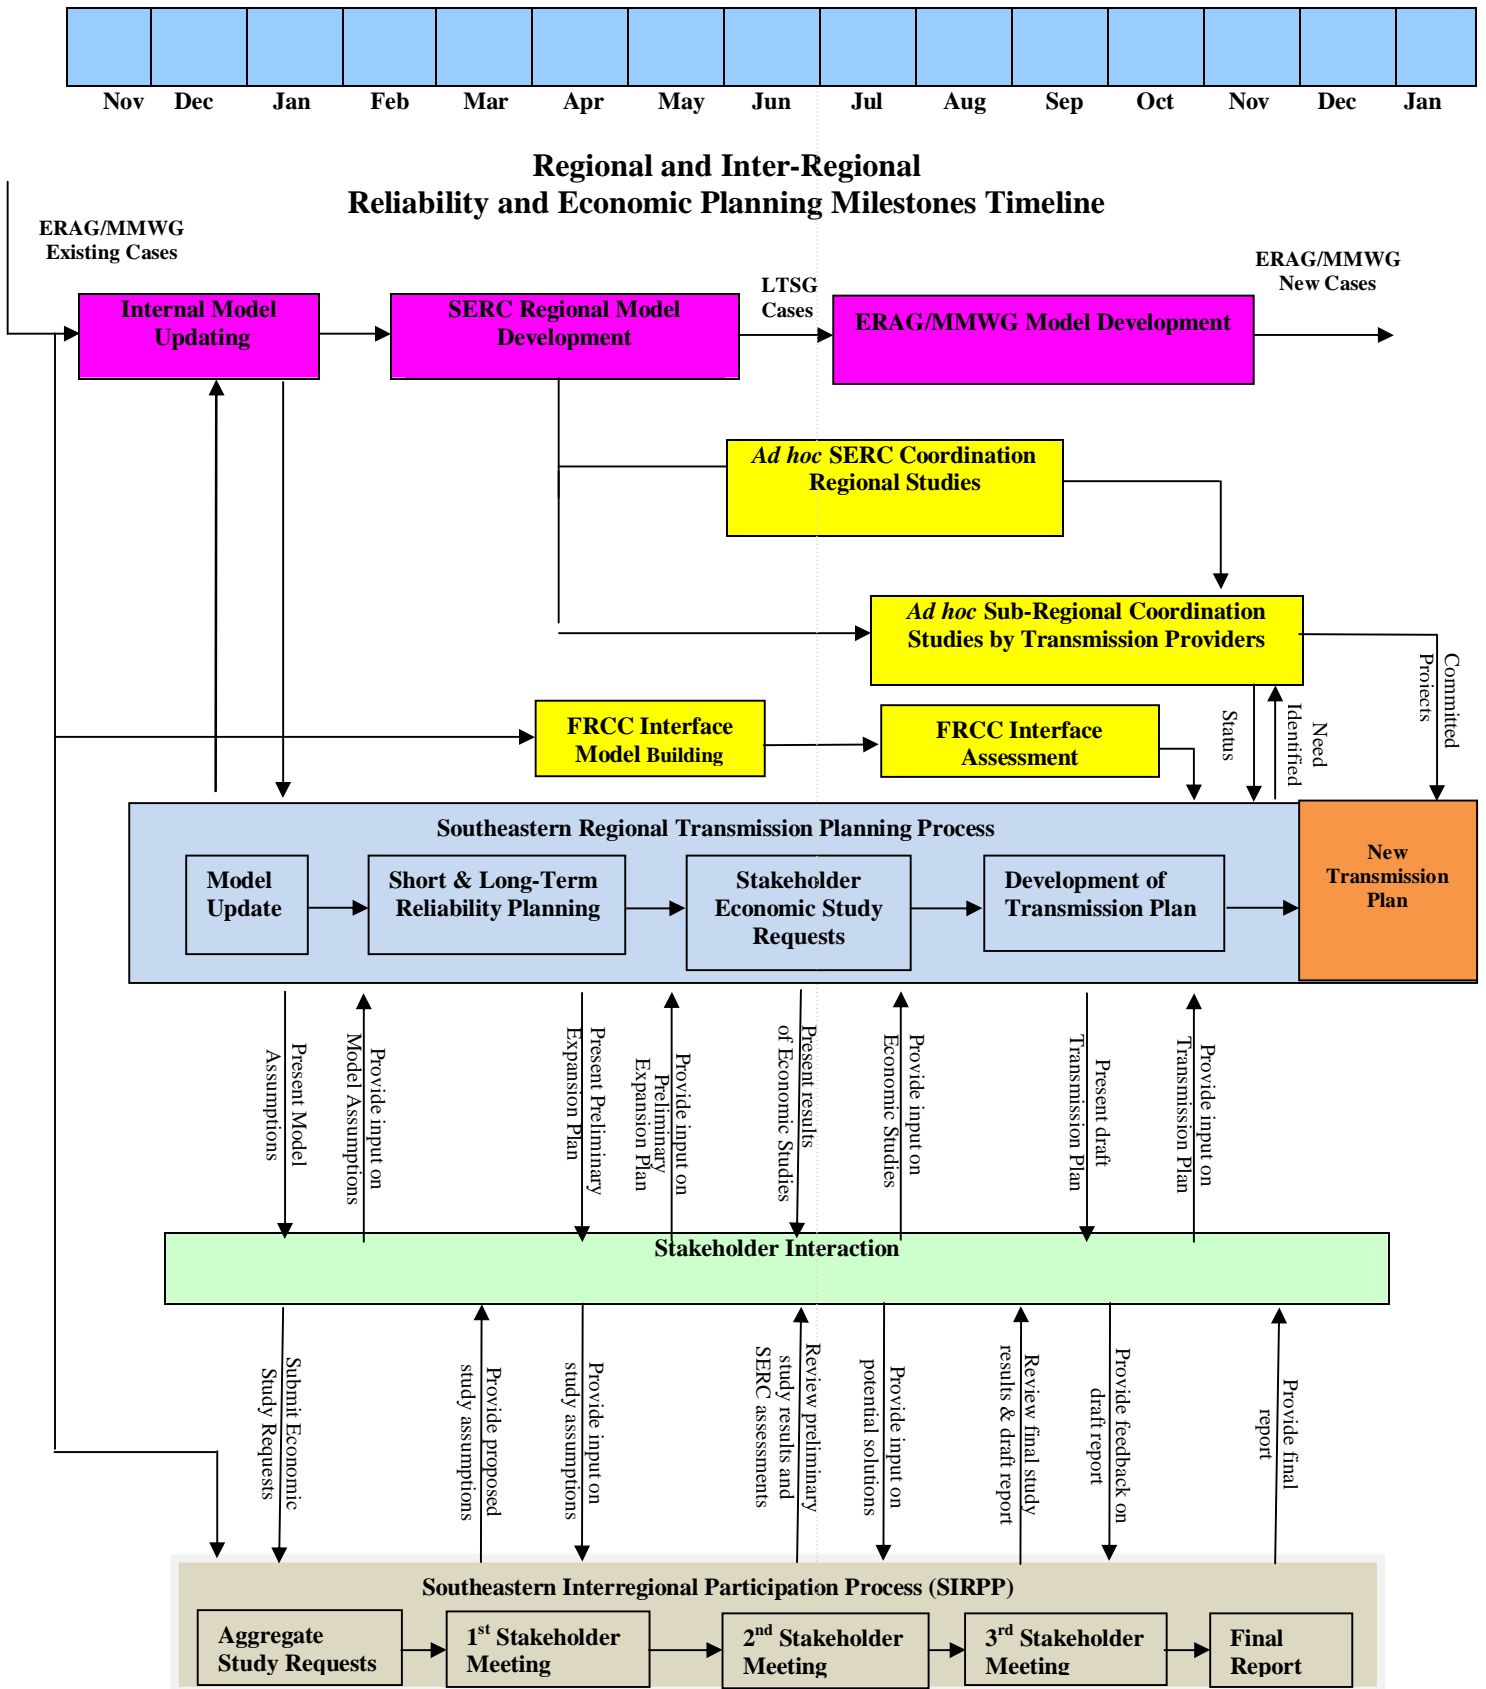 Nov Dec Jan Feb Mar Apr May Jun Jul Aug Sep Oct Nov Dec Jan
Regional and Inter-Regional
Reliability and Economic Planning Milestones Timeline
ERAG/MMWG
Existing Cases
Internal Model
Updating
SERC Regional Model
Development
LTSG
Cases
ERAG/MMWG Model Development
ERAG/MMWG
New Cases
Ad hoc SERC Coordination
Regional Studies
Ad hoc Sub-Regional Coordination
Studies by Transmission Providers
FRCC Interface
Model Building
FRCC Interface
Assessment
Status
Need
Identified
Committed
Projects
Southeastern Regional Transmission Planning Process
Model
Update
Short & Long-Term
Reliability Planning
Stakeholder
Economic Study
Requests
Development of
Transmission Plan
New
Transmission
Plan
Present Model
Assumptions
Provide input on
Model Assumptions
Present Preliminary
Expansion Plan
Provide input on
Preliminary
Expansion Plan
Present results
of Economic Studies
Provide input on
Economic Studies
Present draft
Transmission Plan
Provide input on
Transmission Plan
Stakeholder Interaction
Submit Economic
Study Requests
Provide proposed
study assumptions
Provide input on
study assumptions
Review preliminary
study results and
SERC assessments
Provide input on
potential solutions
Review final study
results & draft report
Provide feedback on
draft report
Provide final
report
Southeastern Interregional Participation Process (SIRPP)
Aggregate
Study Requests
1st Stakeholder
Meeting
2nd Stakeholder
Meeting
3rd Stakeholder
Meeting
Final
Report